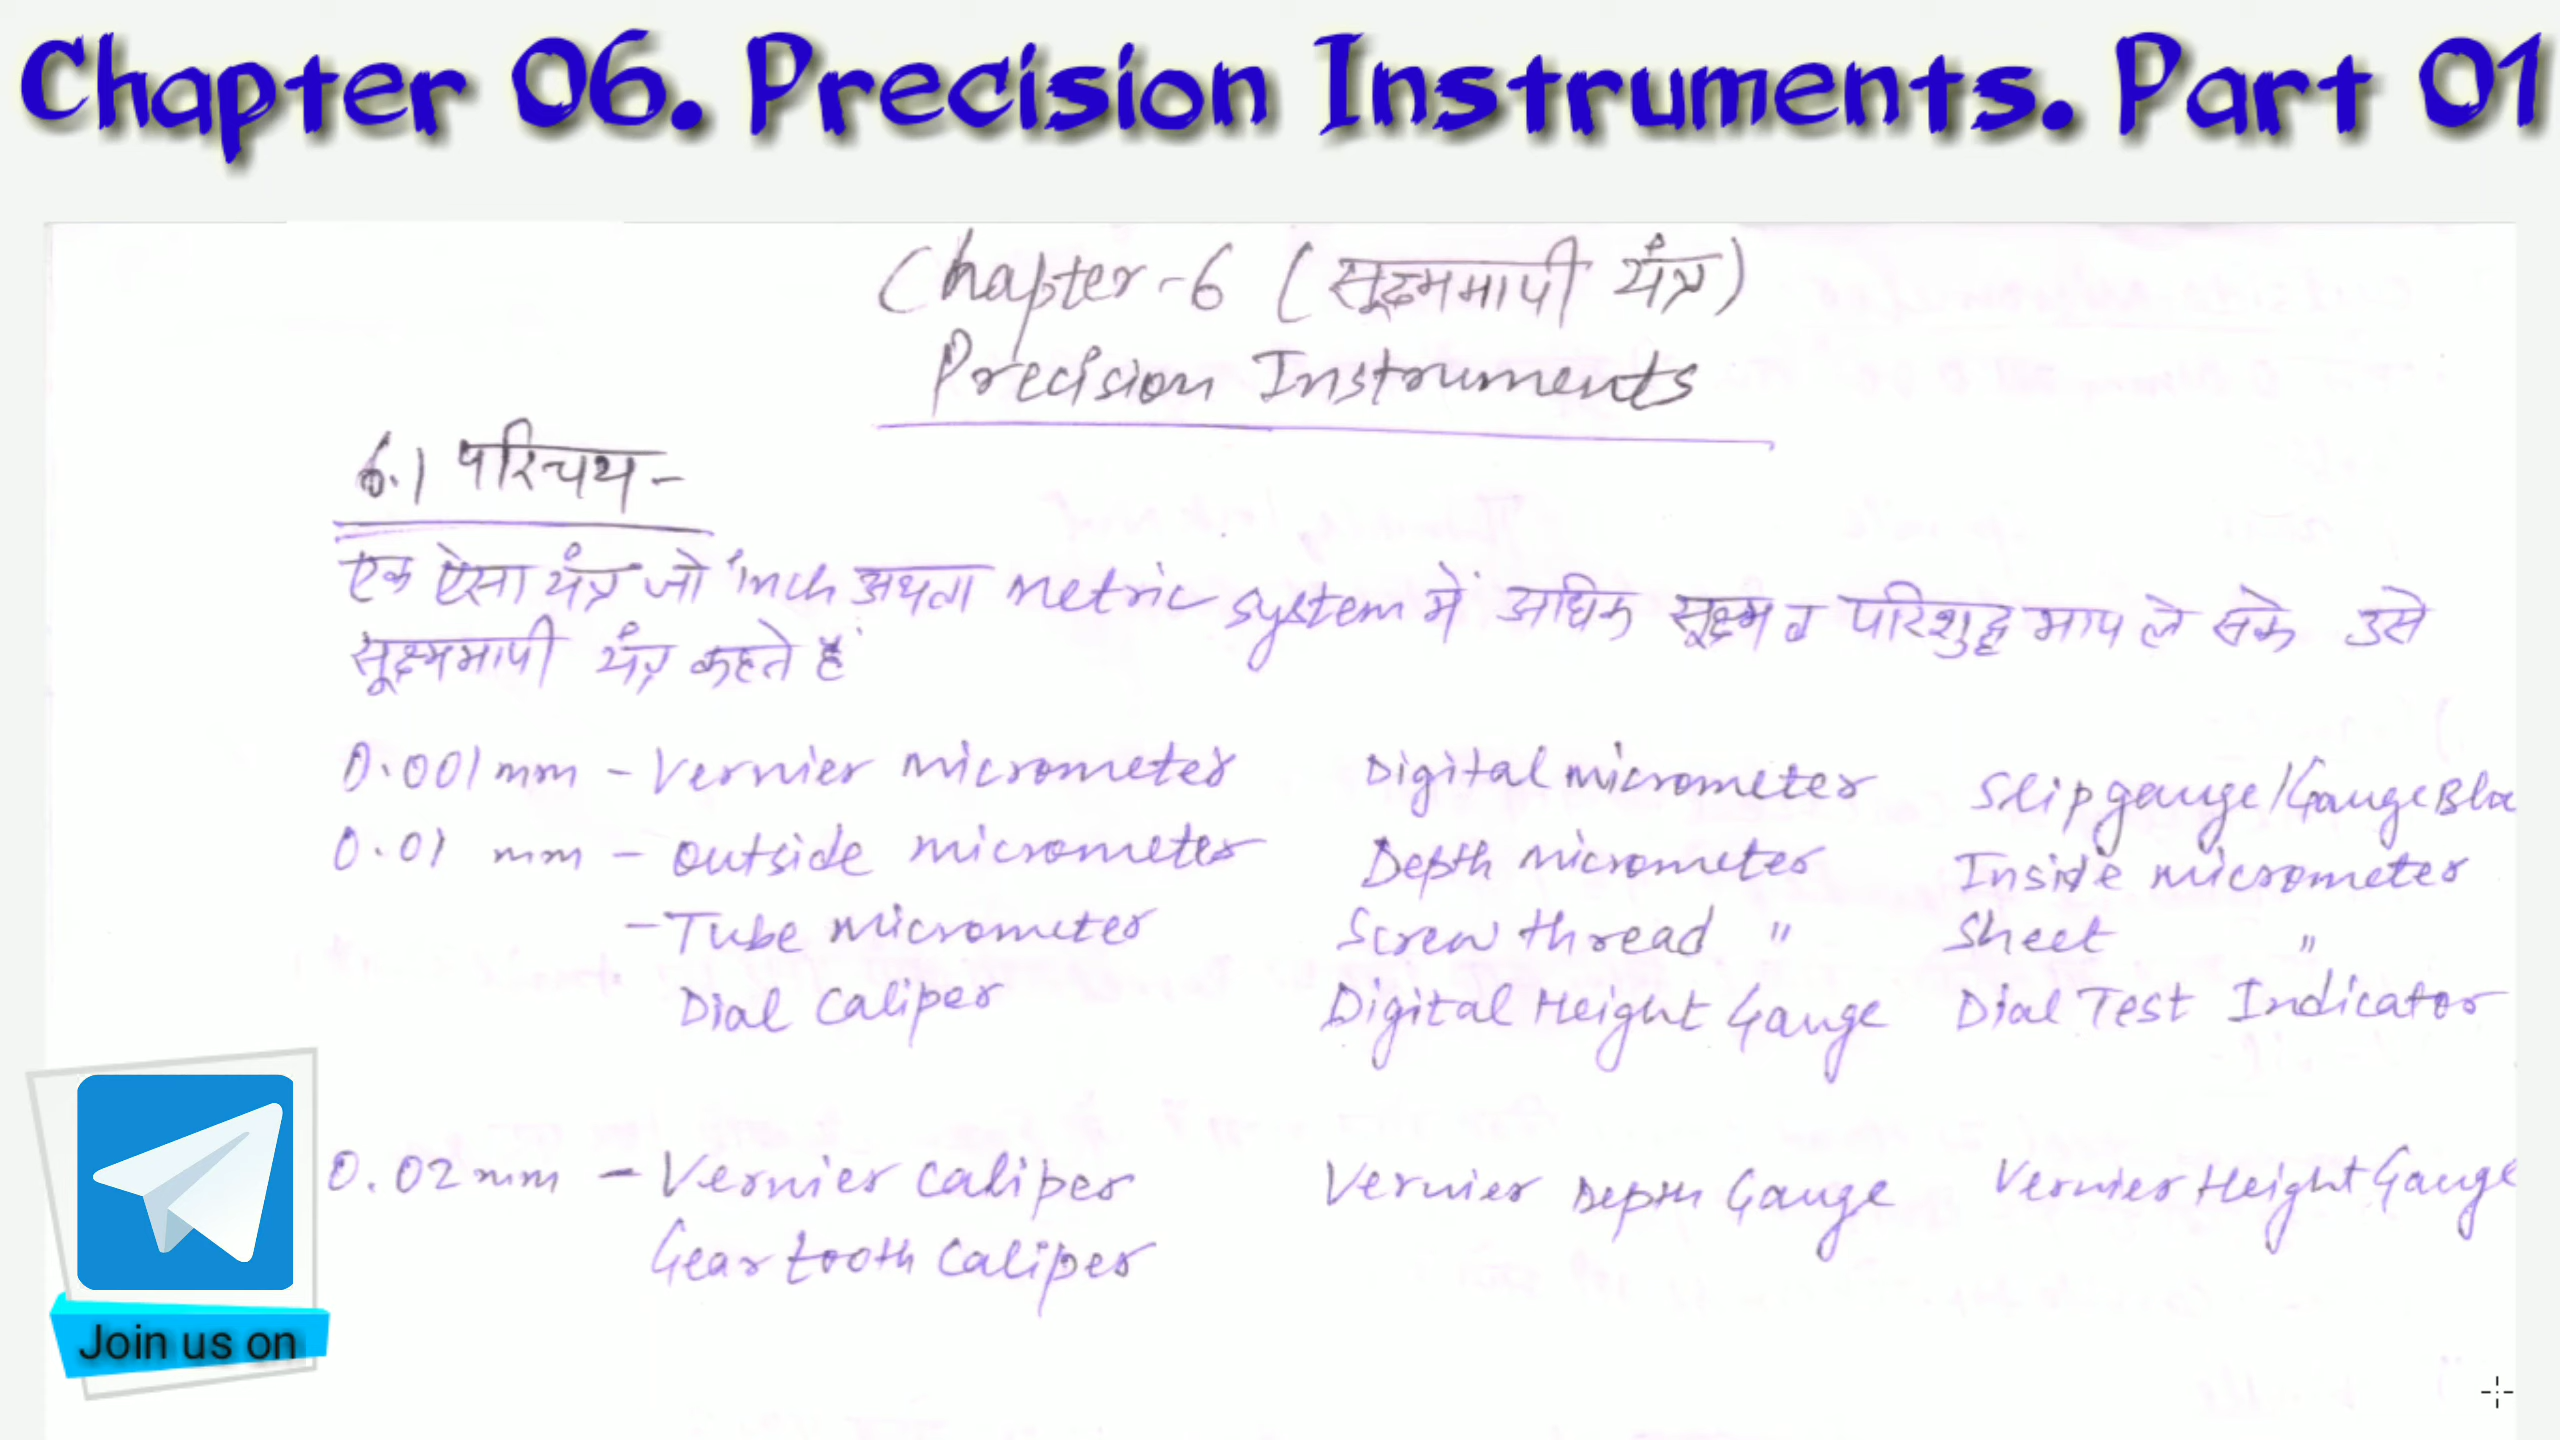 Chapter 06. Precision Instruments. Part 01
Chapter-6 (सूक्ष्ममापी यंत्र)
Precision Instruments
6.1 परिचय-
एक ऐसा यंत्र जो inch अथवा metric system में अधिक सूक्ष्म व परिशुद्ध माप ले सके उसे
सूक्ष्ममापी यंत्र कहते हैं
0.001 mm - Vernier micrometer Digital micrometer Slip gauge/Gauge Bloc
0.01 mm - outside micrometer Depth micrometer Inside micrometer
- Tube micrometer Screw thread " Sheet "
Dial caliper Digital Height Gauge Dial Test Indicator
0.02 mm - Vernier caliper Vernier Depth Gauge Vernier Height Gauge
Gear tooth caliper
Join us on